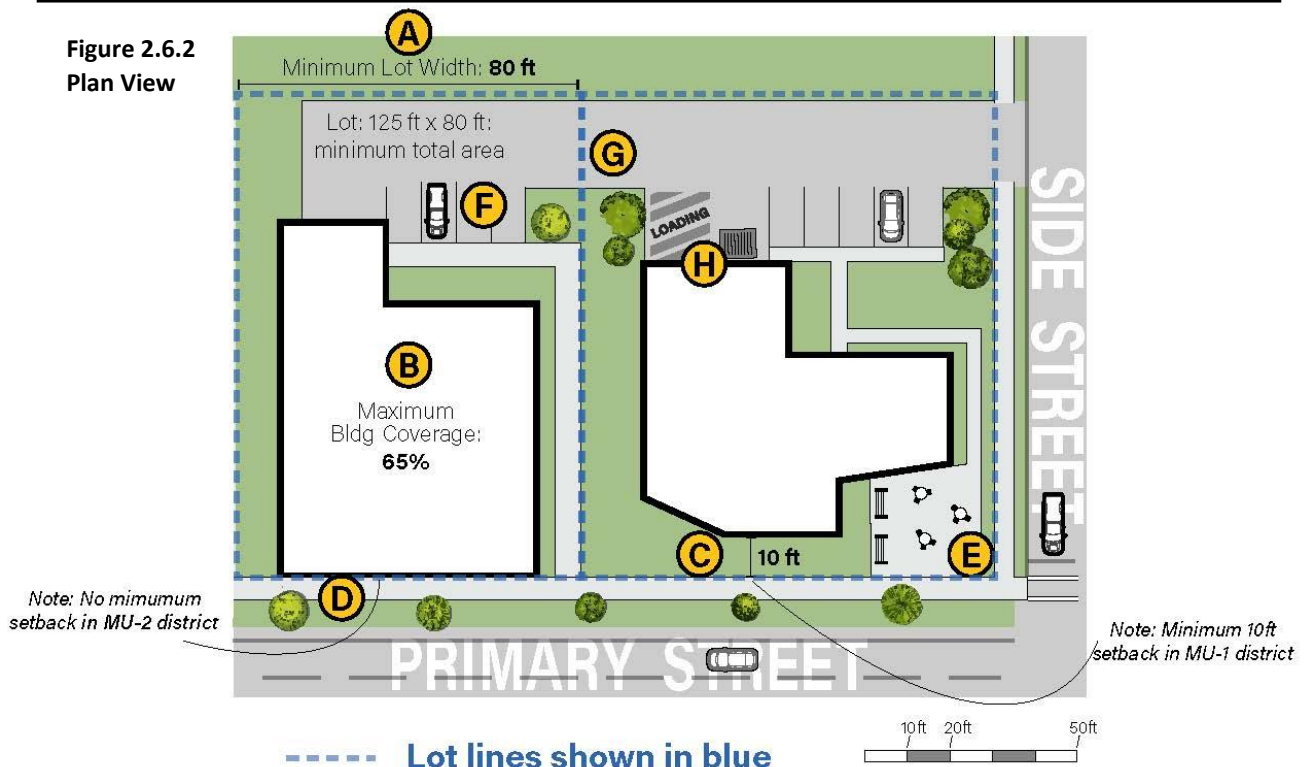 Figure 2.6.2
Plan View
A
Minimum Lot Width: 80 ft
Lot: 125 ft x 80 ft:
minimum total area
G
F
LOADING
H
SIDE STREET
B
Maximum
Bldg Coverage:
65%
C
10 ft
E
D
Note: No mimumum
setback in MU-2 district
Note: Minimum 10ft
setback in MU-1 district
PRIMARY STREET
Lot lines shown in blue
10ft 20ft 50ft